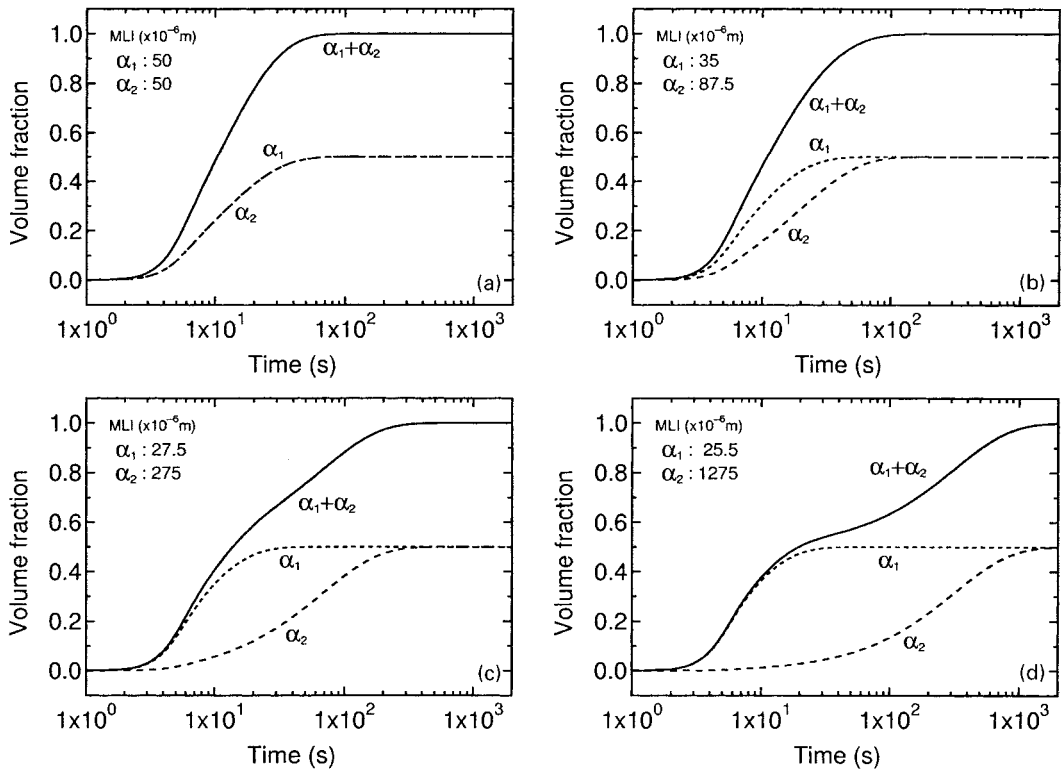 MLI (x10⁻⁶m)
α₁ : 50
α₂ : 50
α₁+α₂
α₁
α₂
(a)
Volume fraction
1.0
0.8
0.6
0.4
0.2
0.0
1x10⁰ 1x10¹ 1x10² 1x10³
Time (s)
MLI (x10⁻⁶m)
α₁ : 35
α₂ : 87.5
α₁+α₂
α₁
α₂
(b)
Volume fraction
1.0
0.8
0.6
0.4
0.2
0.0
1x10⁰ 1x10¹ 1x10² 1x10³
Time (s)
MLI (x10⁻⁶m)
α₁ : 27.5
α₂ : 275
α₁+α₂
α₁
α₂
(c)
Volume fraction
1.0
0.8
0.6
0.4
0.2
0.0
1x10⁰ 1x10¹ 1x10² 1x10³
Time (s)
MLI (x10⁻⁶m)
α₁ : 25.5
α₂ : 1275
α₁+α₂
α₁
α₂
(d)
Volume fraction
1.0
0.8
0.6
0.4
0.2
0.0
1x10⁰ 1x10¹ 1x10² 1x10³
Time (s)